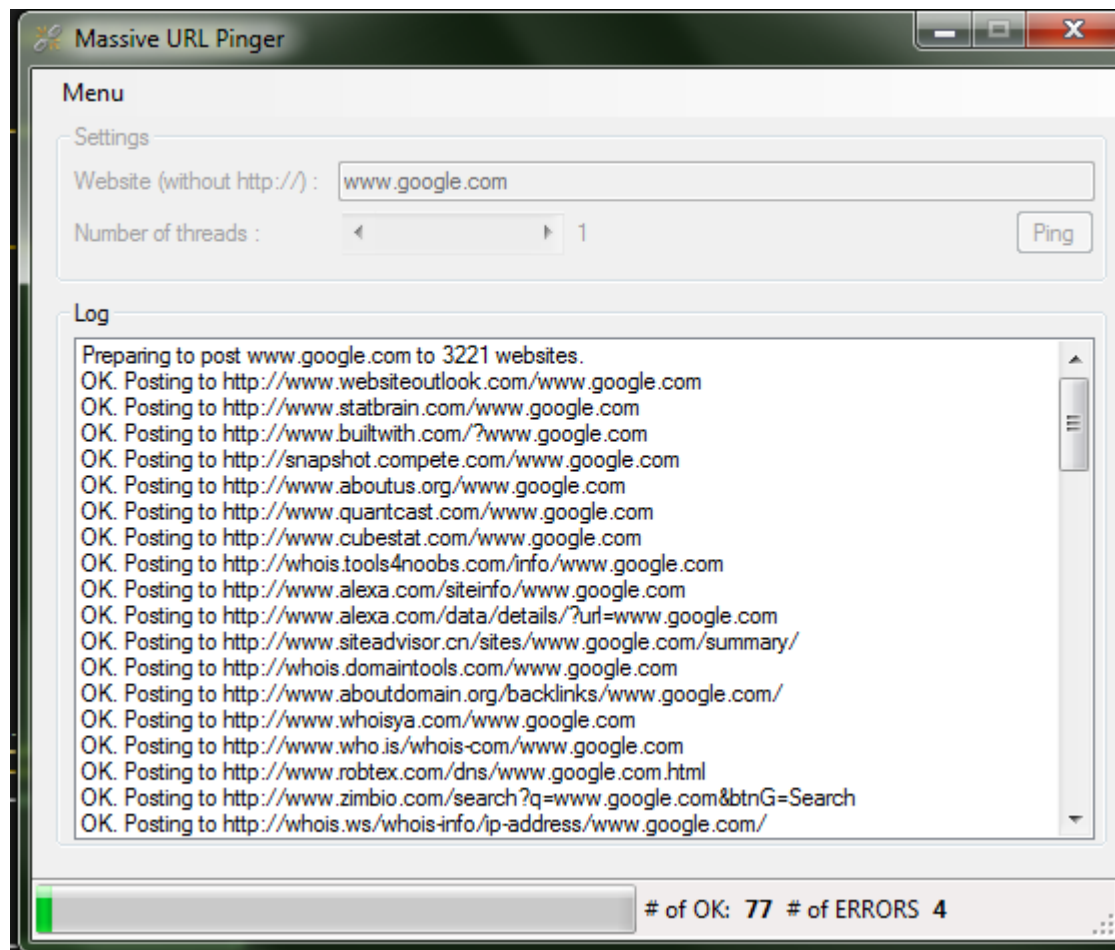 Massive URL Pinger
Menu
Settings
Website (without http://) : www.google.com
Number of threads : 1 Ping
Log
Preparing to post www.google.com to 3221 websites.
OK. Posting to http://www.websiteoutlook.com/www.google.com
OK. Posting to http://www.statbrain.com/www.google.com
OK. Posting to http://www.builtwith.com/?www.google.com
OK. Posting to http://snapshot.compete.com/www.google.com
OK. Posting to http://www.aboutus.org/www.google.com
OK. Posting to http://www.quantcast.com/www.google.com
OK. Posting to http://www.cubestat.com/www.google.com
OK. Posting to http://whois.tools4noobs.com/info/www.google.com
OK. Posting to http://www.alexa.com/siteinfo/www.google.com
OK. Posting to http://www.alexa.com/data/details/?url=www.google.com
OK. Posting to http://www.siteadvisor.cn/sites/www.google.com/summary/
OK. Posting to http://whois.domaintools.com/www.google.com
OK. Posting to http://www.aboutdomain.org/backlinks/www.google.com/
OK. Posting to http://www.whoisya.com/www.google.com
OK. Posting to http://www.who.is/whois-com/www.google.com
OK. Posting to http://www.robtex.com/dns/www.google.com.html
OK. Posting to http://www.zimbio.com/search?q=www.google.com&btnG=Search
OK. Posting to http://whois.ws/whois-info/ip-address/www.google.com/
# of OK: 77 # of ERRORS 4